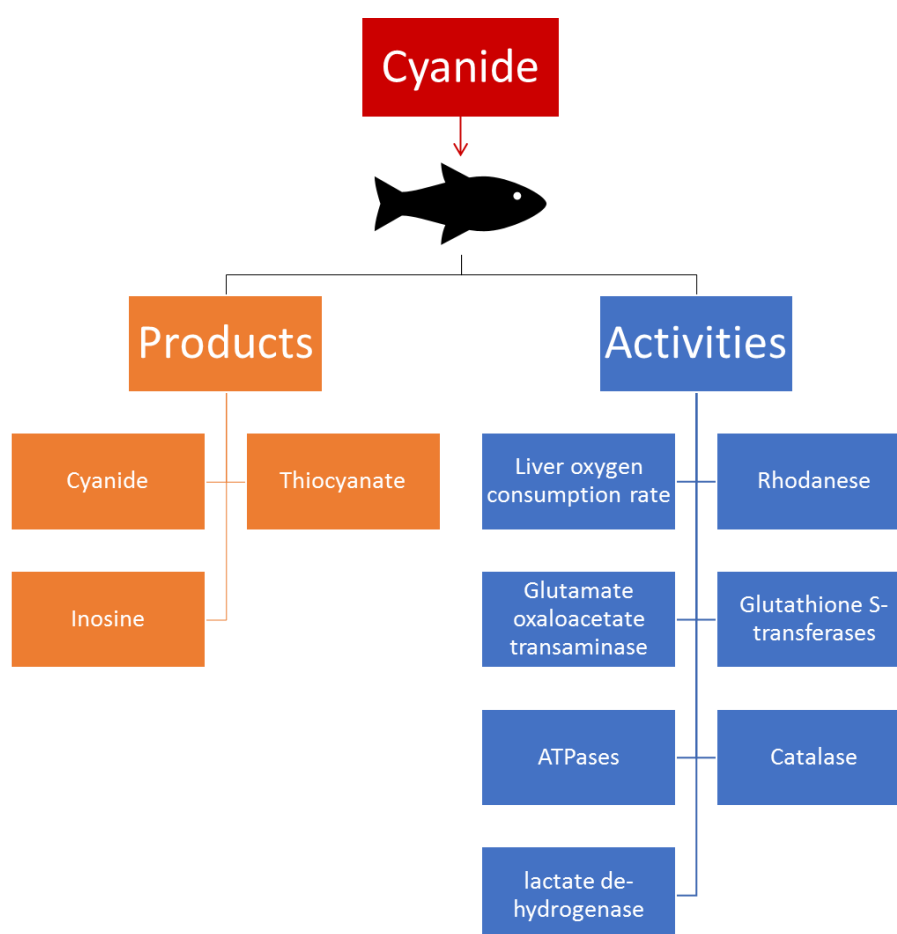 Cyanide
Products
Activities
Cyanide
Thiocyanate
Inosine
Liver oxygen
consumption rate
Rhodanese
Glutamate
oxaloacetate
transaminase
Glutathione S-
transferases
ATPases
Catalase
lactate de-
hydrogenase